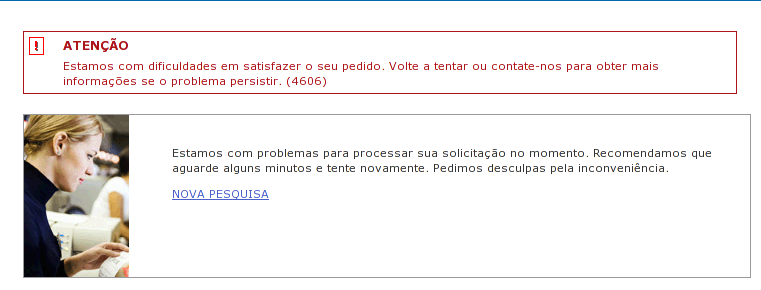 ATENÇÃO
Estamos com dificuldades em satisfazer o seu pedido. Volte a tentar ou contate-nos para obter mais
informações se o problema persistir. (4606)
Estamos com problemas para processar sua solicitação no momento. Recomendamos que
aguarde alguns minutos e tente novamente. Pedimos desculpas pela inconveniência.
NOVA PESQUISA